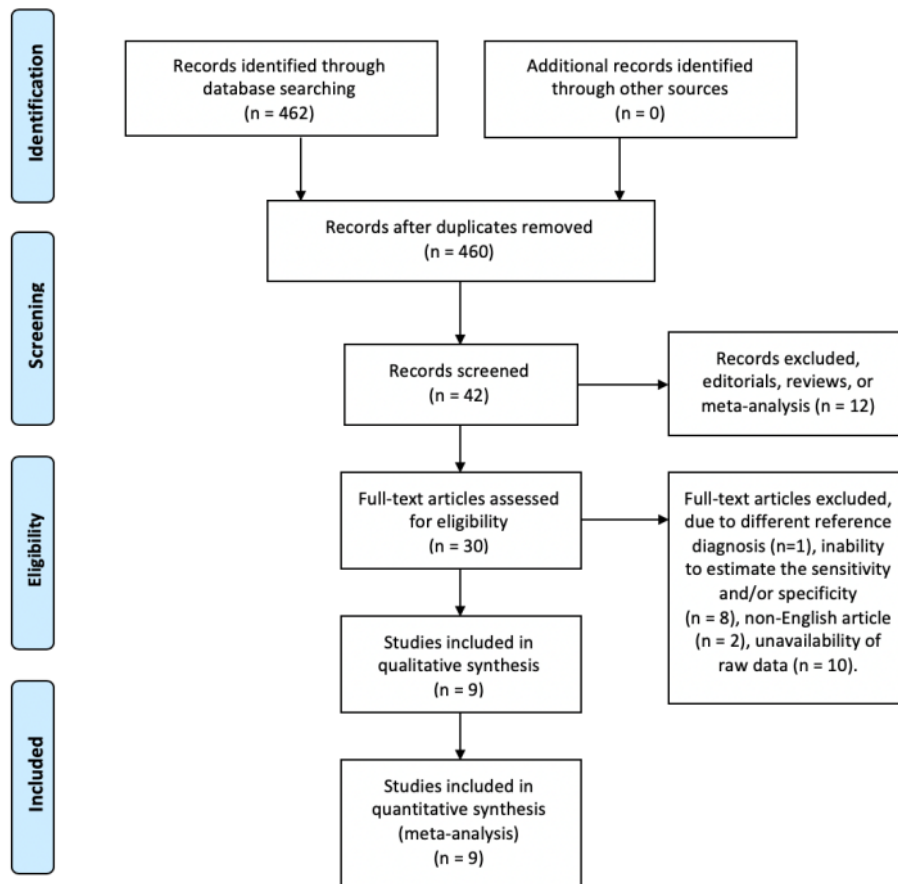 Identification
Records identified through
database searching
(n = 462)
Additional records identified
through other sources
(n = 0)
Records after duplicates removed
(n = 460)
Screening
Records screened
(n = 42)
Records excluded,
editorials, reviews, or
meta-analysis (n = 12)
Eligibility
Full-text articles assessed
for eligibility
(n = 30)
Full-text articles excluded,
due to different reference
diagnosis (n=1), inability
to estimate the sensitivity
and/or specificity
(n = 8), non-English article
(n = 2), unavailability of
raw data (n = 10).
Studies included in
qualitative synthesis
(n = 9)
Included
Studies included in
quantitative synthesis
(meta-analysis)
(n = 9)